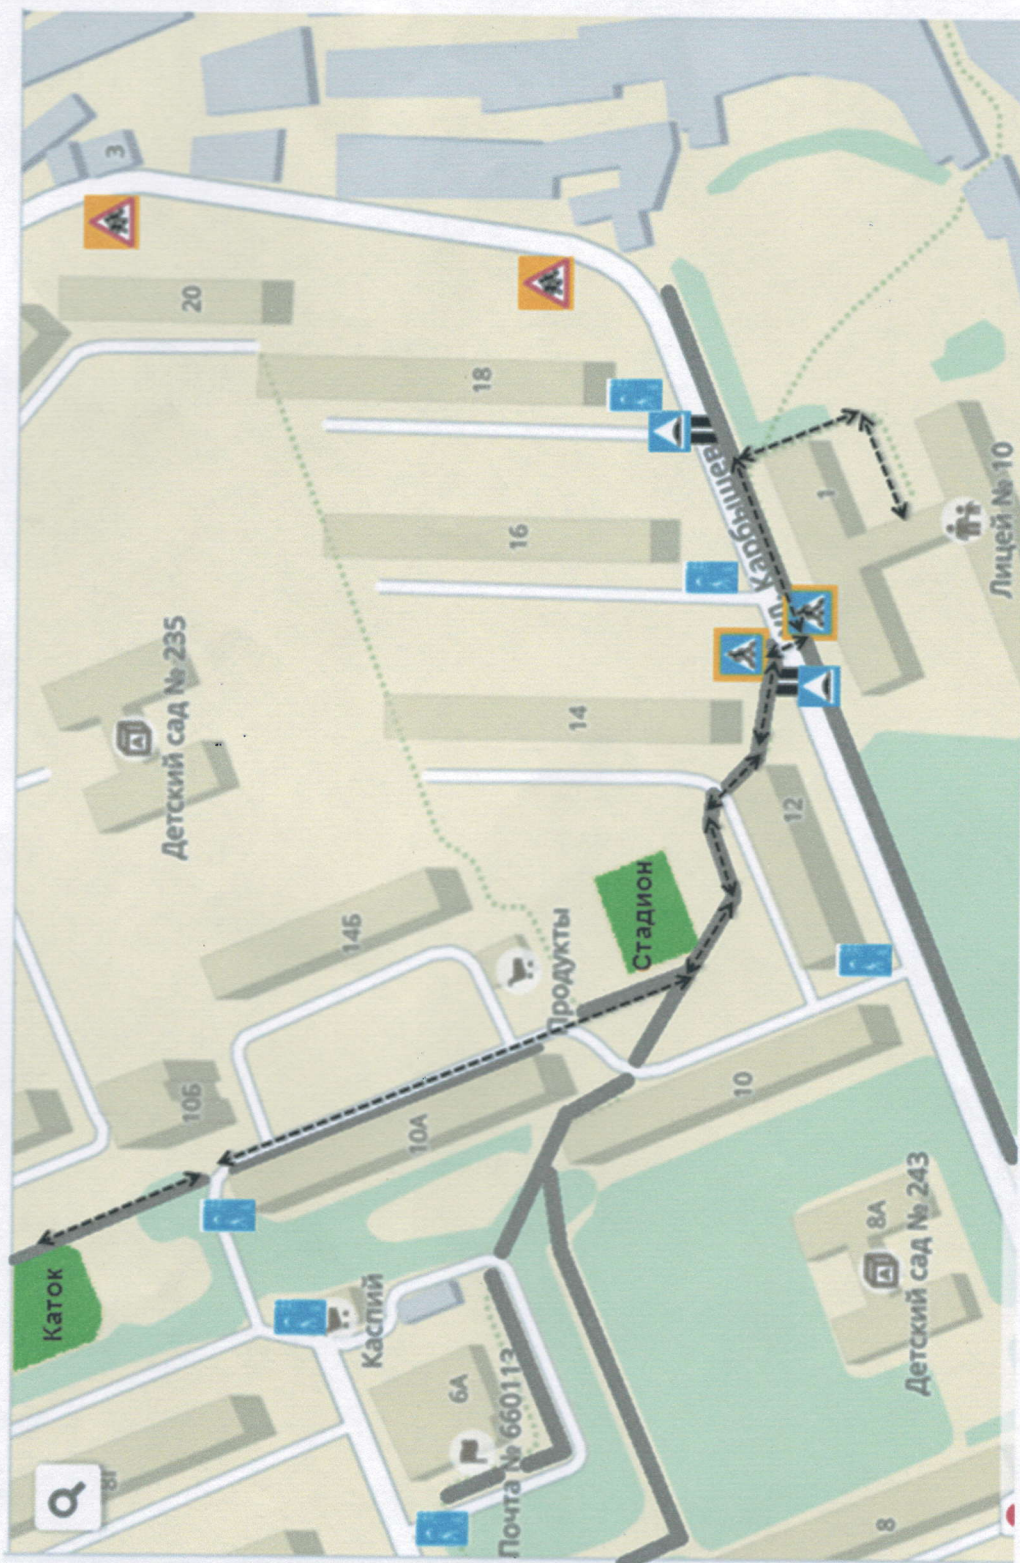 Каток
3
Детский сад № 235
10Б
20
14Б
Каспий
10А
6А
18
Почта № 660113
16
Продукты
14
Стадион
10
ул. Карбышев
12
1
8А
8
Детский сад № 243
Лицей № 10